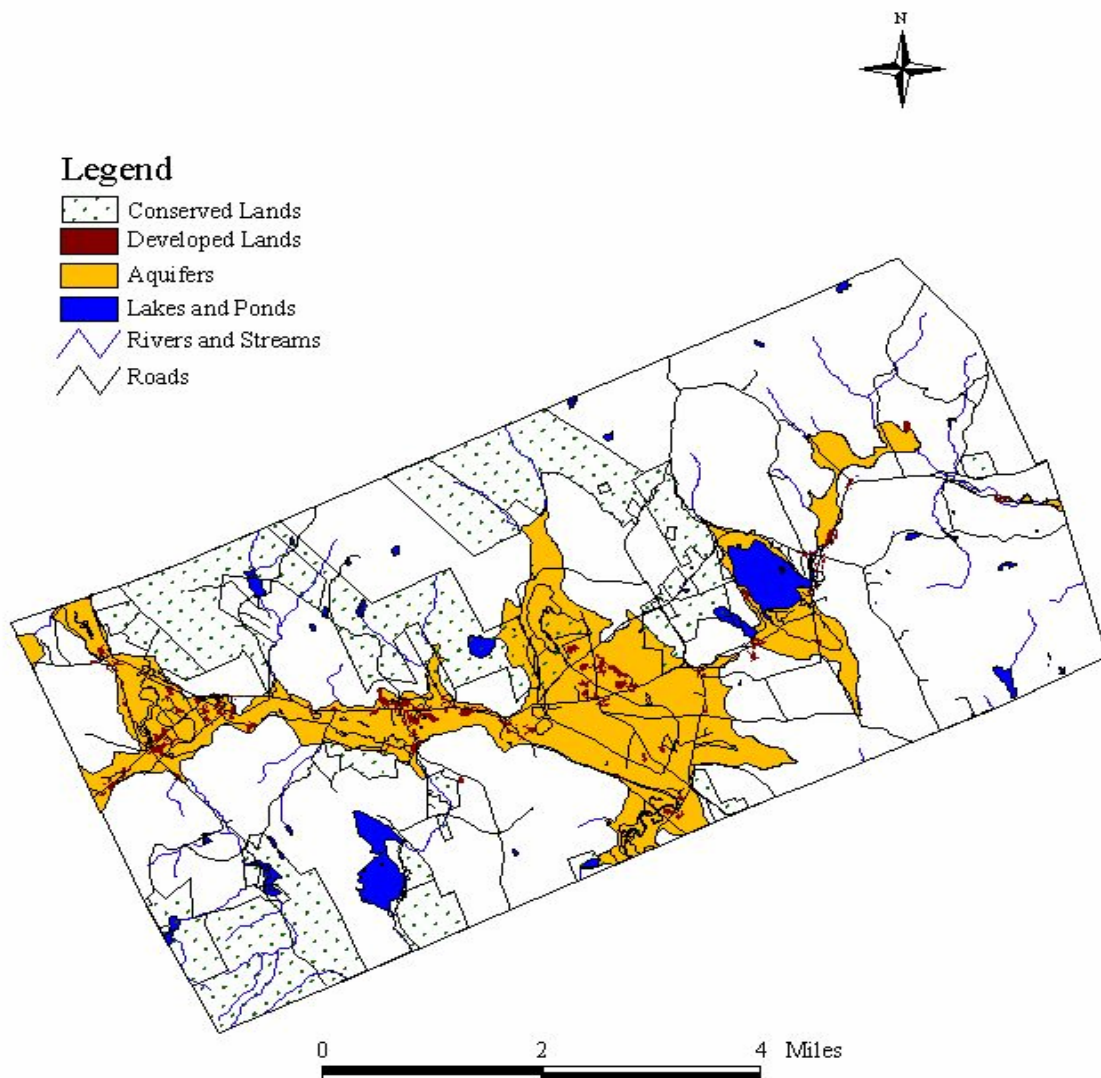 N
Legend
Conserved Lands
Developed Lands
Aquifers
Lakes and Ponds
Rivers and Streams
Roads
0 2 4 Miles